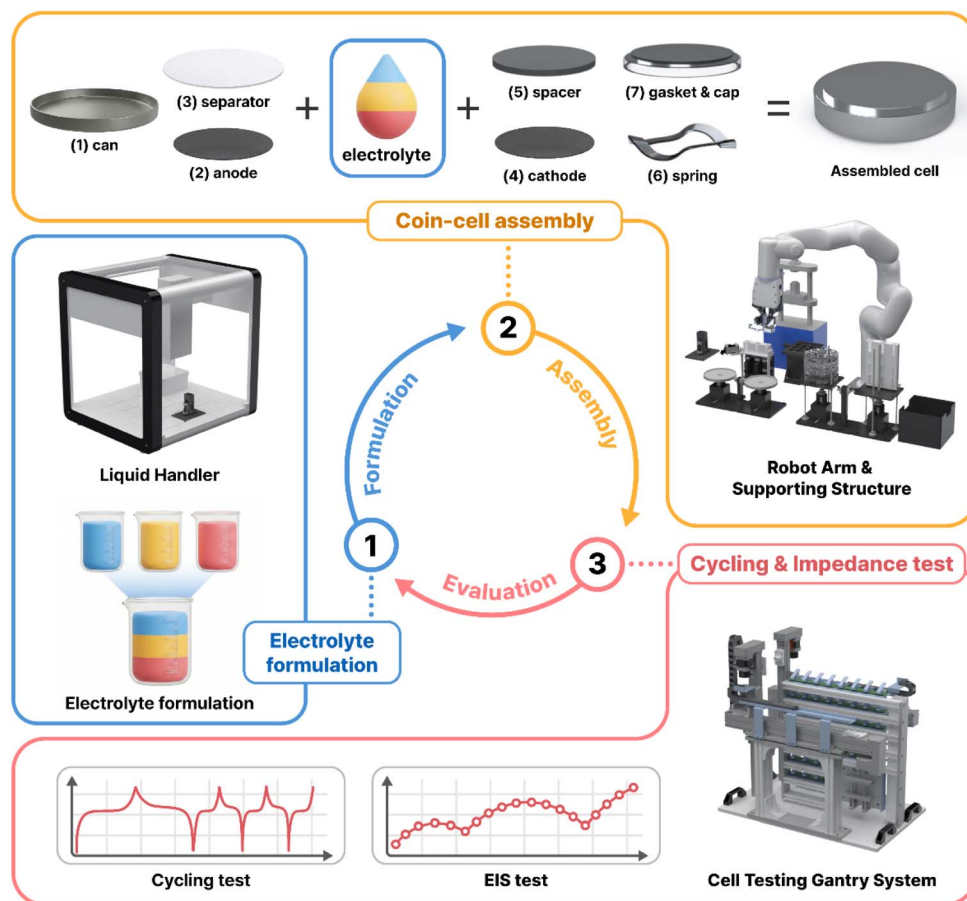 (1) can
(3) separator
(2) anode
+
electrolyte
+
(5) spacer
(4) cathode
(7) gasket & cap
(6) spring
=
Assembled cell
Coin-cell assembly
Liquid Handler
Electrolyte formulation
Electrolyte
formulation
1
Formulation
2
Assembly
3
Evaluation
Robot Arm &
Supporting Structure
Cycling & Impedance test
Cycling test
EIS test
Cell Testing Gantry System